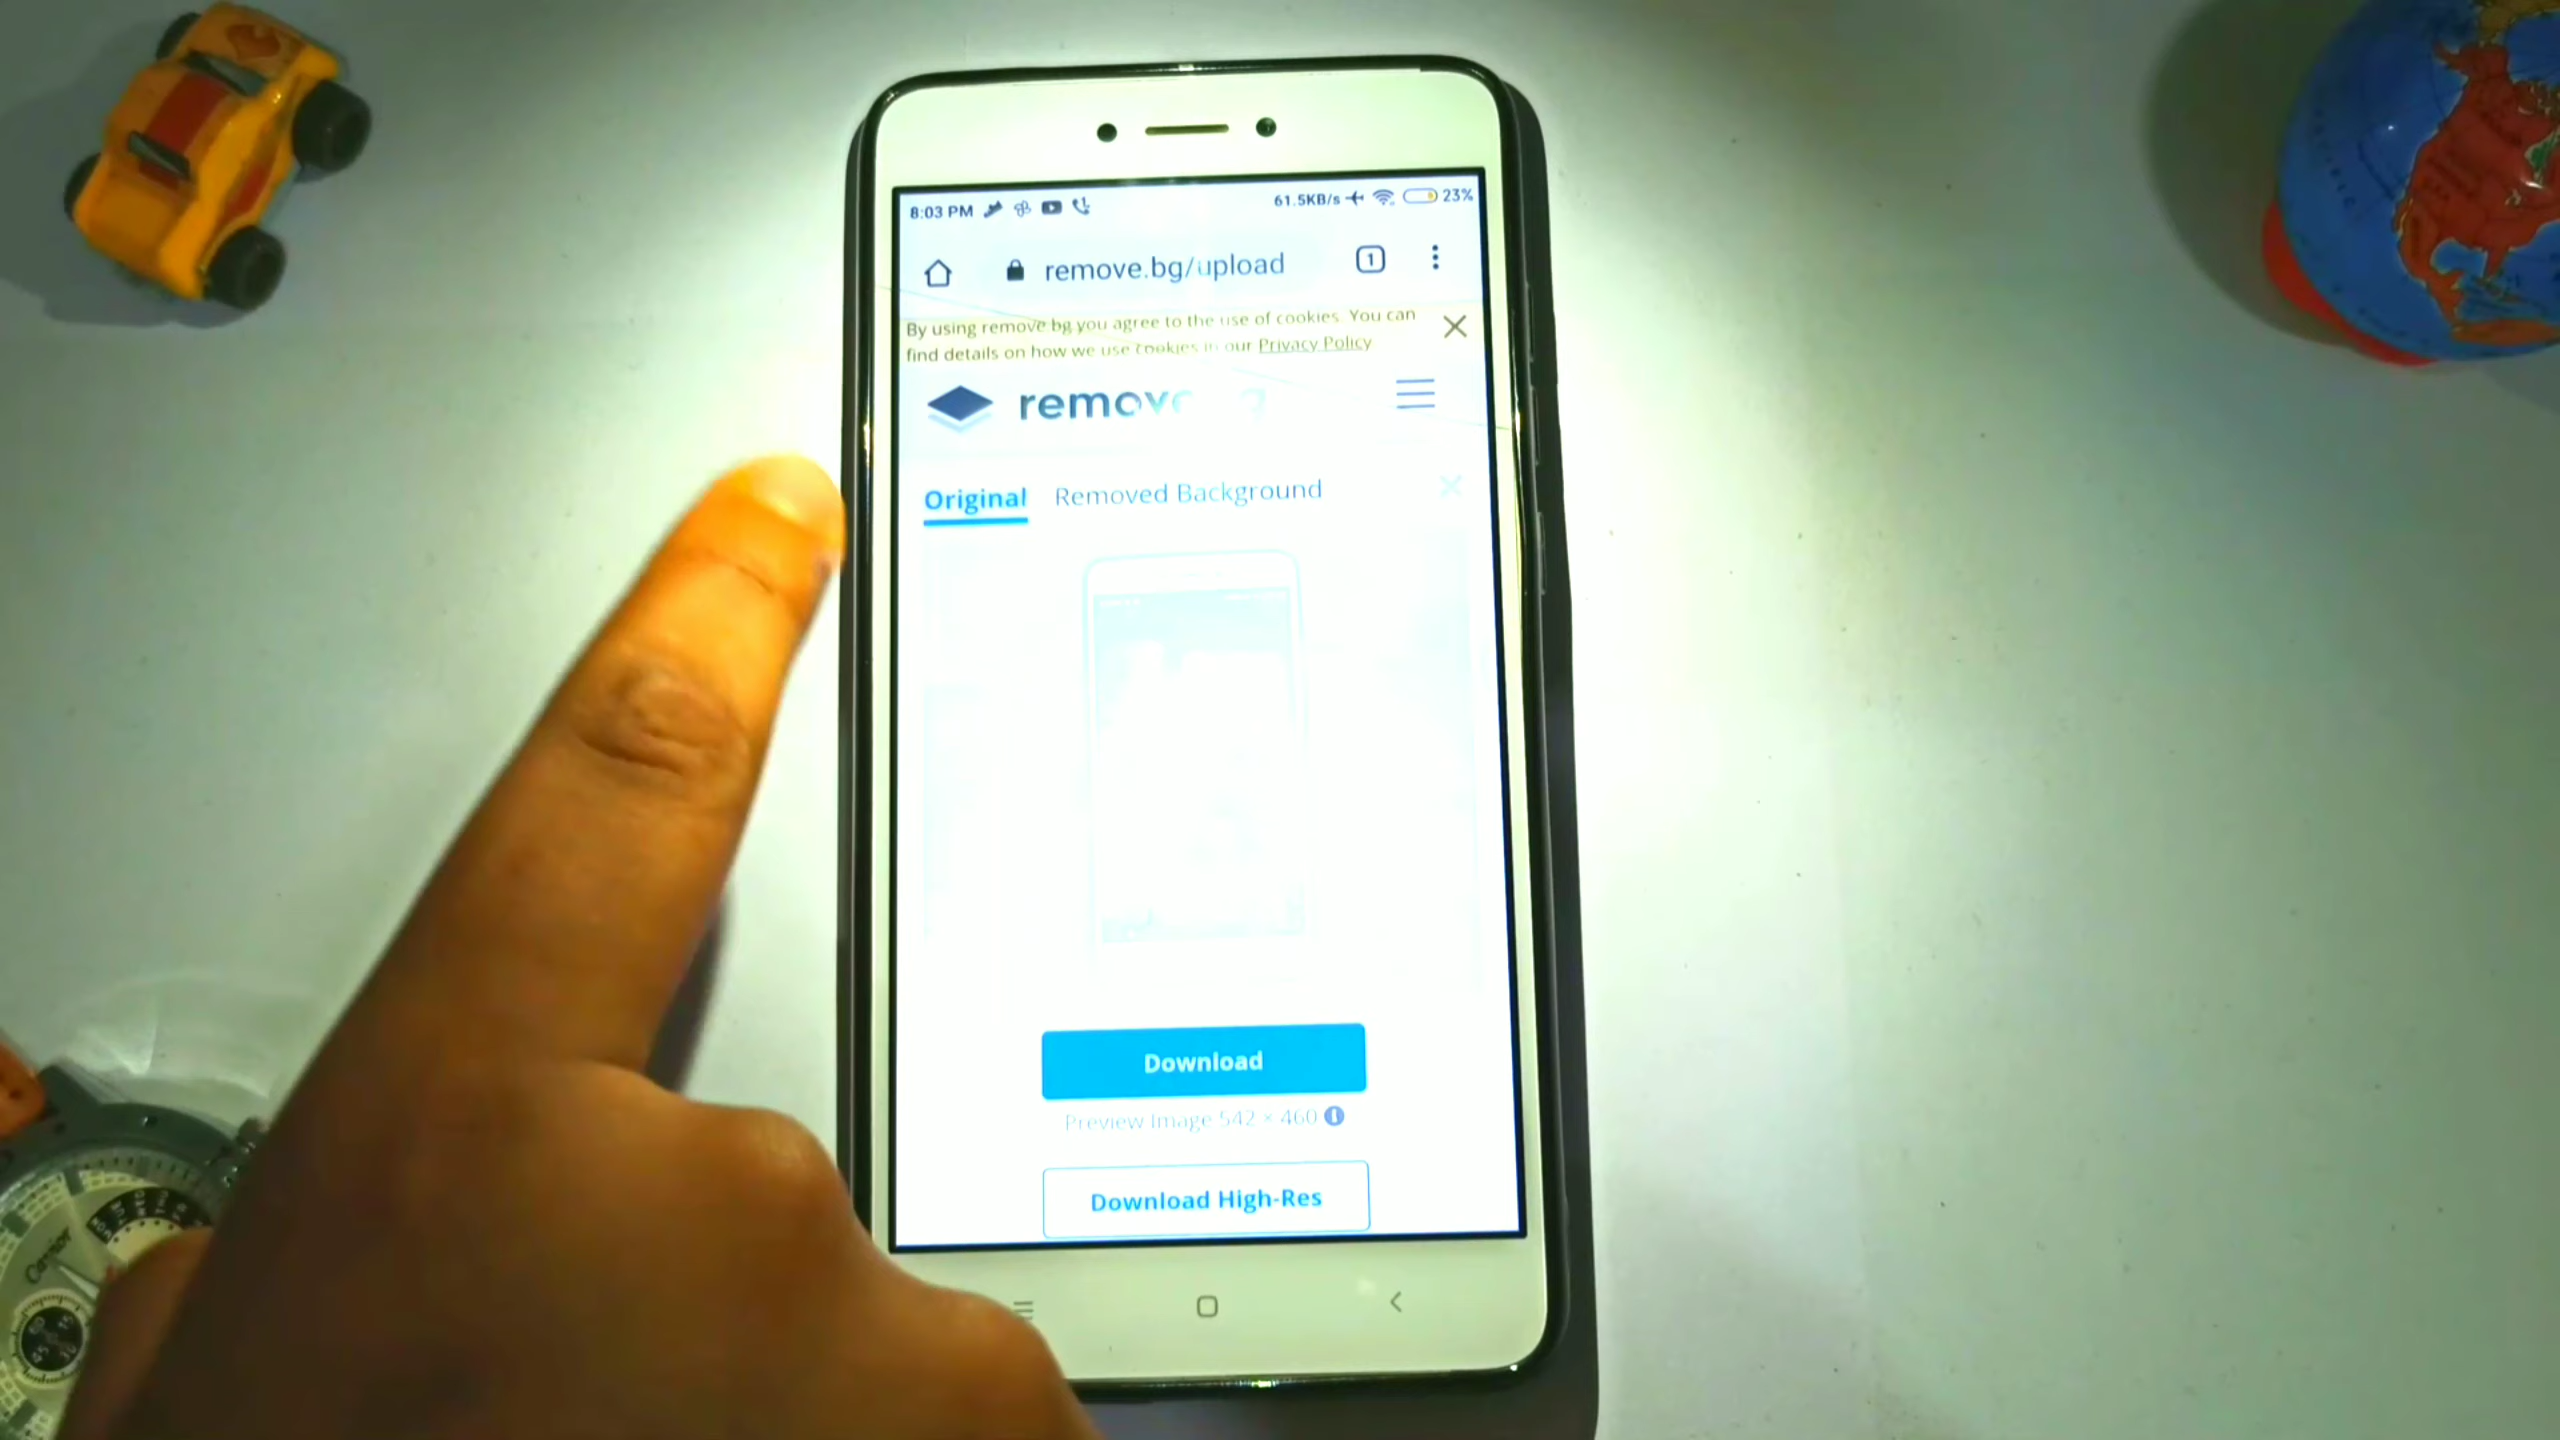 8:03 PM 61.5KB/s 23%
remove.bg/upload 1
By using remove bg you agree to the use of cookies. You can
find details on how we use cookies in our Privacy Policy
remove
Original Removed Background
Download
Preview Image 542 × 460
Download High-Res